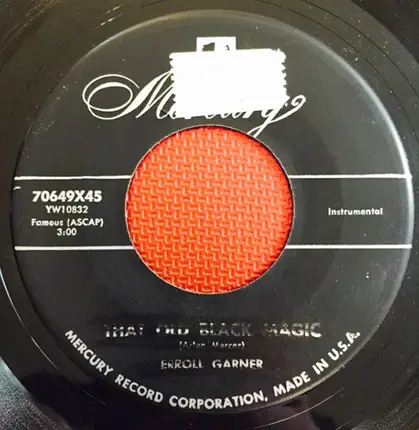 Mercury
70649X45
YW10832
Famous (ASCAP)
3:00
Instrumental
THAT OLD BLACK MAGIC
(Arlen Mercer)
ERROLL GARNER
MERCURY RECORD CORPORATION, MADE IN U.S.A.